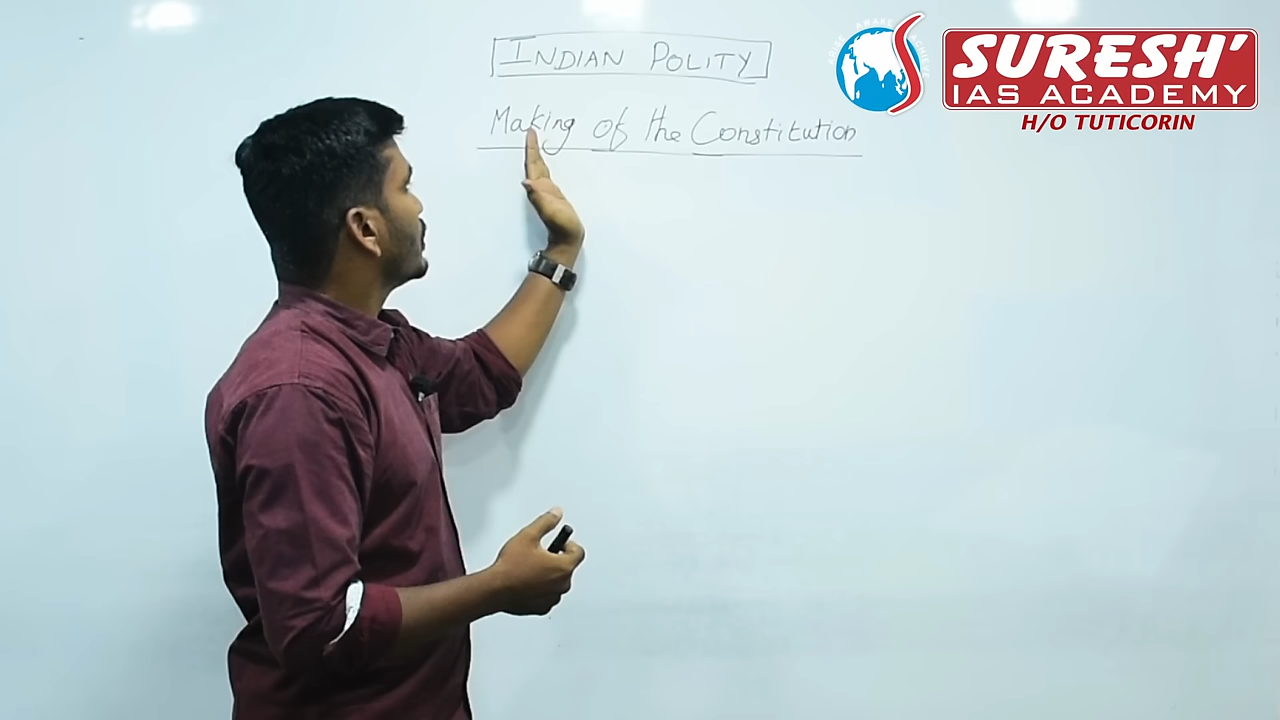 INDIAN POLITY
Making of the Constitution
SURESH'
IAS ACADEMY
H/O TUTICORIN